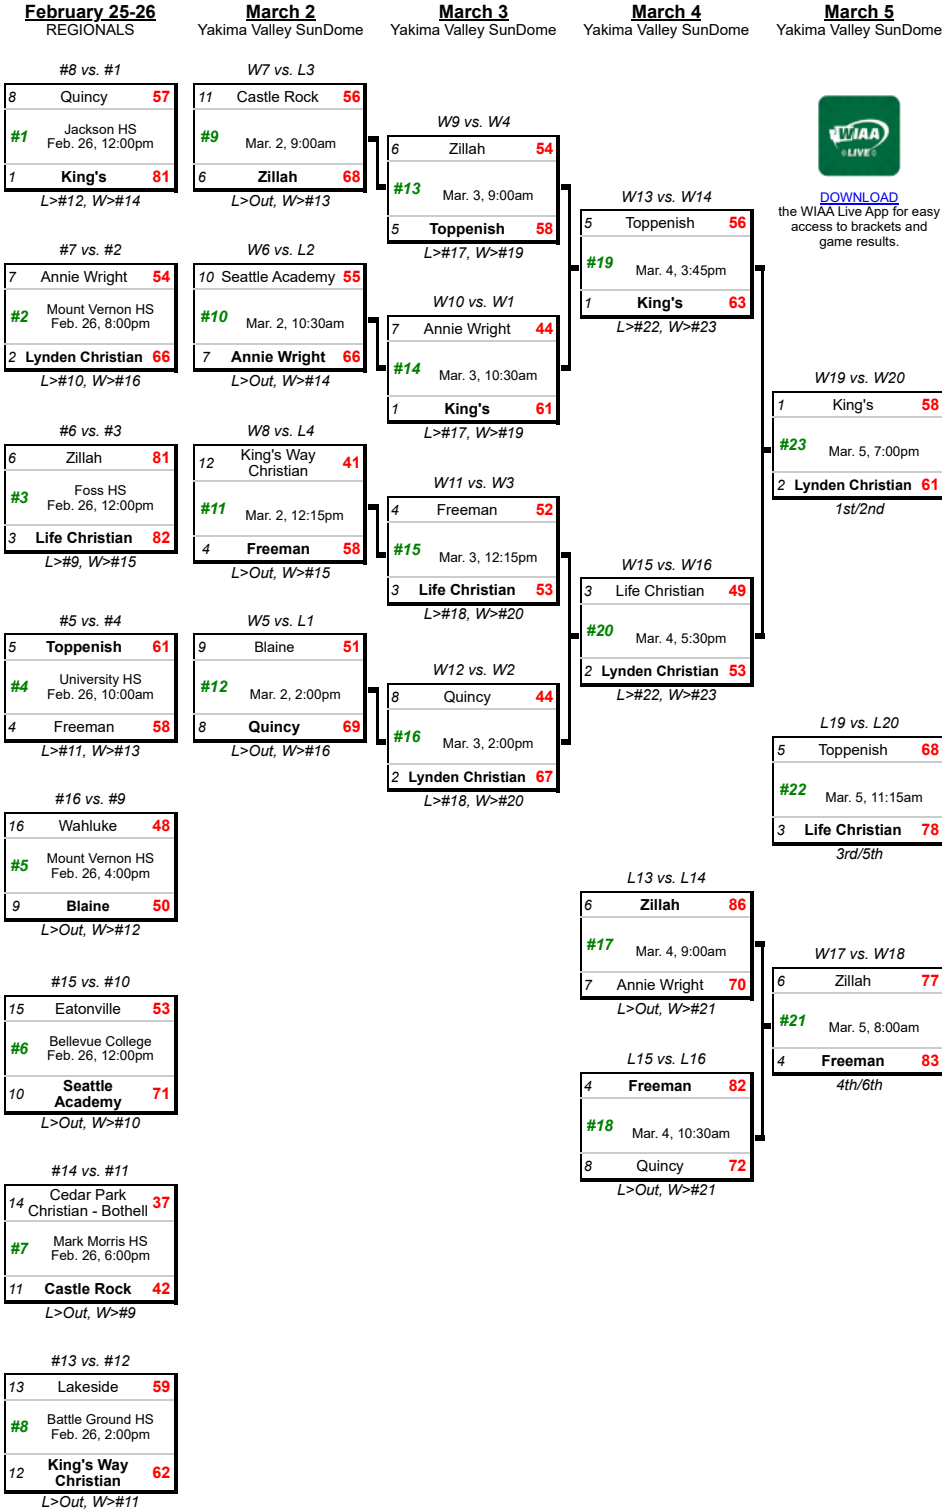 February 25-26
REGIONALS
#8 vs. #1
8 Quincy 57
#1 Jackson HS
Feb. 26, 12:00pm
1 King's 81
L>#12, W>#14
#7 vs. #2
7 Annie Wright 54
#2 Mount Vernon HS
Feb. 26, 8:00pm
2 Lynden Christian 66
L>#10, W>#16
#6 vs. #3
6 Zillah 81
#3 Foss HS
Feb. 26, 12:00pm
3 Life Christian 82
L>#9, W>#15
#5 vs. #4
5 Toppenish 61
#4 University HS
Feb. 26, 10:00am
4 Freeman 58
L>#11, W>#13
#16 vs. #9
16 Wahluke 48
#5 Mount Vernon HS
Feb. 26, 4:00pm
9 Blaine 50
L>Out, W>#12
#15 vs. #10
15 Eatonville 53
#6 Bellevue College
Feb. 26, 12:00pm
10 Seattle
Academy 71
L>Out, W>#10
#14 vs. #11
14 Cedar Park
Christian - Bothell 37
#7 Mark Morris HS
Feb. 26, 6:00pm
11 Castle Rock 42
L>Out, W>#9
#13 vs. #12
13 Lakeside 59
#8 Battle Ground HS
Feb. 26, 2:00pm
12 King's Way
Christian 62
L>Out, W>#11
March 2
Yakima Valley SunDome
W7 vs. L3
11 Castle Rock 56
#9 Mar. 2, 9:00am
6 Zillah 68
L>Out, W>#13
W6 vs. L2
10 Seattle Academy 55
#10 Mar. 2, 10:30am
7 Annie Wright 66
L>Out, W>#14
W8 vs. L4
12 King's Way
Christian 41
#11 Mar. 2, 12:15pm
4 Freeman 58
L>Out, W>#15
W5 vs. L1
9 Blaine 51
#12 Mar. 2, 2:00pm
8 Quincy 69
L>Out, W>#16
March 3
Yakima Valley SunDome
W9 vs. W4
6 Zillah 54
#13 Mar. 3, 9:00am
5 Toppenish 58
L>#17, W>#19
W10 vs. W1
7 Annie Wright 44
#14 Mar. 3, 10:30am
1 King's 61
L>#17, W>#19
W11 vs. W3
4 Freeman 52
#15 Mar. 3, 12:15pm
3 Life Christian 53
L>#18, W>#20
W12 vs. W2
8 Quincy 44
#16 Mar. 3, 2:00pm
2 Lynden Christian 67
L>#18, W>#20
March 4
Yakima Valley SunDome
W13 vs. W14
5 Toppenish 56
#19 Mar. 4, 3:45pm
1 King's 63
L>#22, W>#23
W15 vs. W16
3 Life Christian 49
#20 Mar. 4, 5:30pm
2 Lynden Christian 53
L>#22, W>#23
L13 vs. L14
6 Zillah 86
#17 Mar. 4, 9:00am
7 Annie Wright 70
L>Out, W>#21
L15 vs. L16
4 Freeman 82
#18 Mar. 4, 10:30am
8 Quincy 72
L>Out, W>#21
March 5
Yakima Valley SunDome
WIAA
LIVE
DOWNLOAD
the WIAA Live App for easy
access to brackets and
game results.
W19 vs. W20
1 King's 58
#23 Mar. 5, 7:00pm
2 Lynden Christian 61
1st/2nd
L19 vs. L20
5 Toppenish 68
#22 Mar. 5, 11:15am
3 Life Christian 78
3rd/5th
W17 vs. W18
6 Zillah 77
#21 Mar. 5, 8:00am
4 Freeman 83
4th/6th